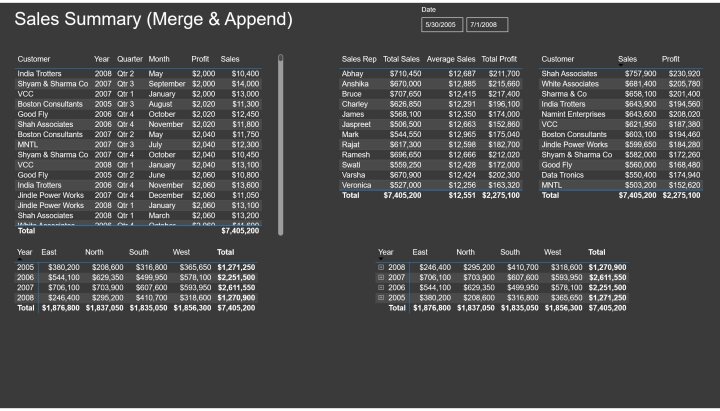 Sales Summary (Merge & Append)
Date
5/30/2005 7/1/2008
Customer Year Quarter Month Profit Sales
India Trotters 2008 Qtr 2 May $2,000 $10,400
Shyam & Sharma Co 2007 Qtr 3 September $2,000 $14,000
VCC 2007 Qtr 1 January $2,000 $13,000
Boston Consultants 2005 Qtr 3 August $2,020 $11,300
Good Fly 2006 Qtr 4 October $2,020 $12,450
Shah Associates 2006 Qtr 4 November $2,020 $11,800
Boston Consultants 2007 Qtr 2 May $2,040 $11,750
MNTL 2007 Qtr 3 July $2,040 $12,300
Shyam & Sharma Co 2007 Qtr 4 October $2,040 $10,450
VCC 2008 Qtr 1 January $2,040 $13,100
Good Fly 2005 Qtr 2 June $2,060 $10,800
India Trotters 2006 Qtr 4 November $2,060 $13,600
Jindle Power Works 2007 Qtr 4 December $2,060 $11,050
Jindle Power Works 2008 Qtr 1 January $2,060 $13,100
Shah Associates 2008 Qtr 1 March $2,060 $13,200
Total $7,405,200
Sales Rep Total Sales Average Sales Total Profit
Abhay $710,450 $12,687 $211,700
Anshika $670,000 $12,885 $215,660
Bruce $707,650 $12,415 $217,400
Charley $626,850 $12,291 $196,100
James $568,100 $12,350 $174,000
Jaspreet $506,500 $12,663 $152,860
Mark $544,550 $12,965 $175,040
Rajat $617,300 $12,598 $182,700
Ramesh $696,650 $12,666 $212,020
Swati $559,250 $12,428 $172,000
Varsha $670,900 $12,424 $202,300
Veronica $527,000 $12,256 $163,320
Total $7,405,200 $12,551 $2,275,100
Customer Sales Profit
Shah Associates $757,900 $230,920
White Associates $681,400 $205,780
Sharma & Co $658,100 $201,400
India Trotters $643,900 $194,560
Namint Enterprises $643,600 $208,020
VCC $621,950 $187,380
Boston Consultants $603,100 $194,460
Jindle Power Works $599,650 $184,280
Shyam & Sharma Co $582,000 $172,260
Good Fly $560,000 $168,480
Data Tronics $550,400 $174,940
MNTL $503,200 $152,620
Total $7,405,200 $2,275,100
Year East North South West Total
2005 $380,200 $208,600 $316,800 $365,650 $1,271,250
2006 $544,100 $629,350 $499,950 $578,100 $2,251,500
2007 $706,100 $703,900 $607,600 $593,950 $2,611,550
2008 $246,400 $295,200 $410,700 $318,600 $1,270,900
Total $1,876,800 $1,837,050 $1,835,050 $1,856,300 $7,405,200
Year East North South West Total
2008 $246,400 $295,200 $410,700 $318,600 $1,270,900
2007 $706,100 $703,900 $607,600 $593,950 $2,611,550
2006 $544,100 $629,350 $499,950 $578,100 $2,251,500
2005 $380,200 $208,600 $316,800 $365,650 $1,271,250
Total $1,876,800 $1,837,050 $1,835,050 $1,856,300 $7,405,200